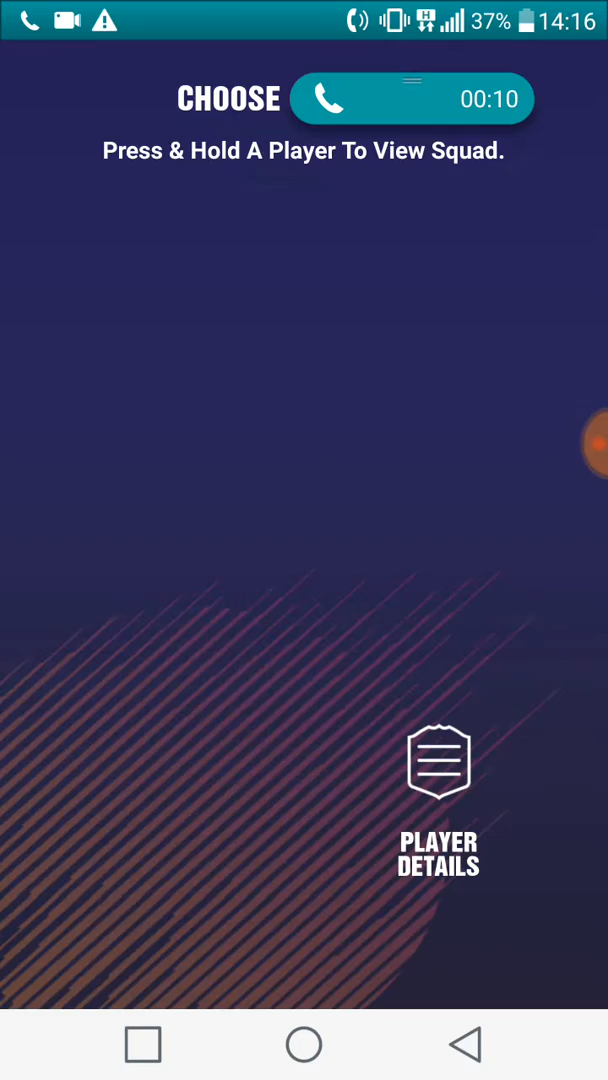 37% 14:16
CHOOSE
00:10
Press & Hold A Player To View Squad.
PLAYER
DETAILS